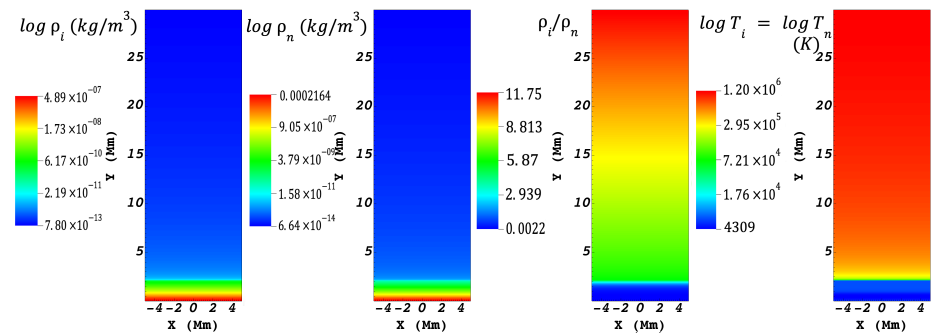 log ρi (kg/m³)
4.89×10⁻⁰⁷
1.73×10⁻⁰⁸
6.17×10⁻¹⁰
2.19×10⁻¹¹
7.80×10⁻¹³
Y (Mm)
25
20
15
10
5
-4 -2 0 2 4
X (Mm)
log ρn (kg/m³)
0.0002164
9.05×10⁻⁰⁷
3.79×10⁻⁰⁹
1.58×10⁻¹¹
6.64×10⁻¹⁴
Y (Mm)
25
20
15
10
5
-4 -2 0 2 4
X (Mm)
ρi/ρn
11.75
8.813
5.87
2.939
0.0022
Y (Mm)
25
20
15
10
5
-4 -2 0 2 4
X (Mm)
log Ti = log Tn
(K)
1.20×10⁶
2.95×10⁵
7.21×10⁴
1.76×10⁴
4309
Y (Mm)
25
20
15
10
5
-4 -2 0 2 4
X (Mm)